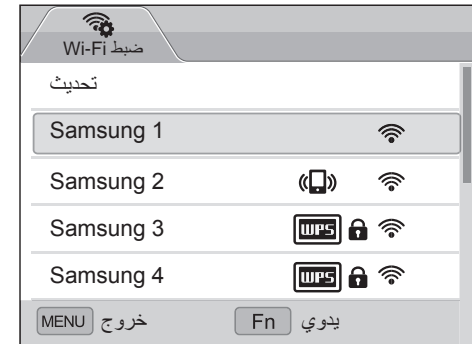 ضبط Wi-Fi
تحديث
Samsung 1
Samsung 2
Samsung 3 WPS
Samsung 4 WPS
MENU خروج Fn يدوي